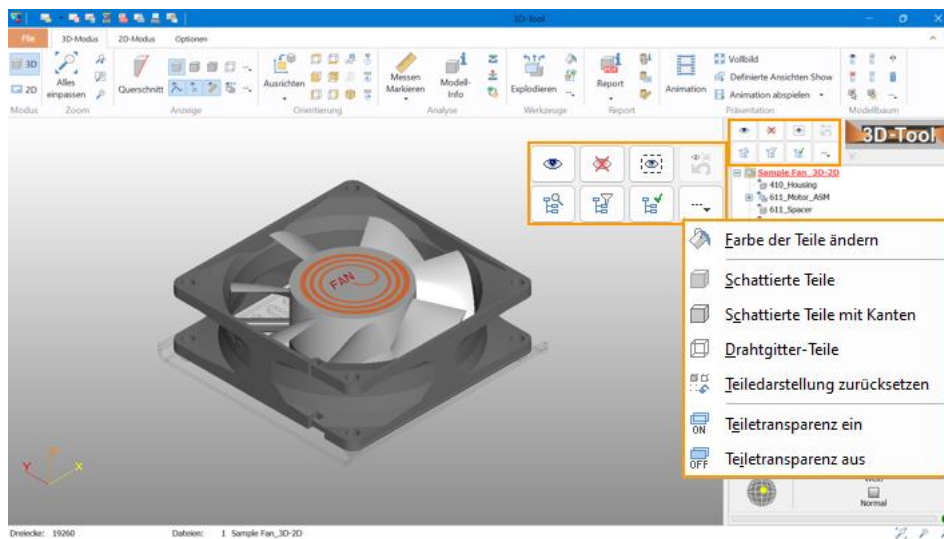 3D-Tool
File
3D-Modus
2D-Modus
Optionen
3D
2D
Modus
Alles einpassen
Zoom
Querschnitt
Anzeige
Ausrichten
Orientierung
Messen Markieren
Modell-Info
Analyse
Explodieren
Werkzeuge
Report
Report
Animation
Vollbild
Definierte Ansichten Show
Animation abspielen
Präsentation
Modellbaum
3D-Tool
Sample Fan_3D-2D
410_Housing
611_Motor_ASM
611_Spacer
Farbe der Teile ändern
Schattierte Teile
Schattierte Teile mit Kanten
Drahtgitter-Teile
Teiledarstellung zurücksetzen
ON Teiletransparenz ein
OFF Teiletransparenz aus
FAN
Z
Y X
Normal
Dreiecke: 19260 Dateien: 1 Sample Fan_3D-2D